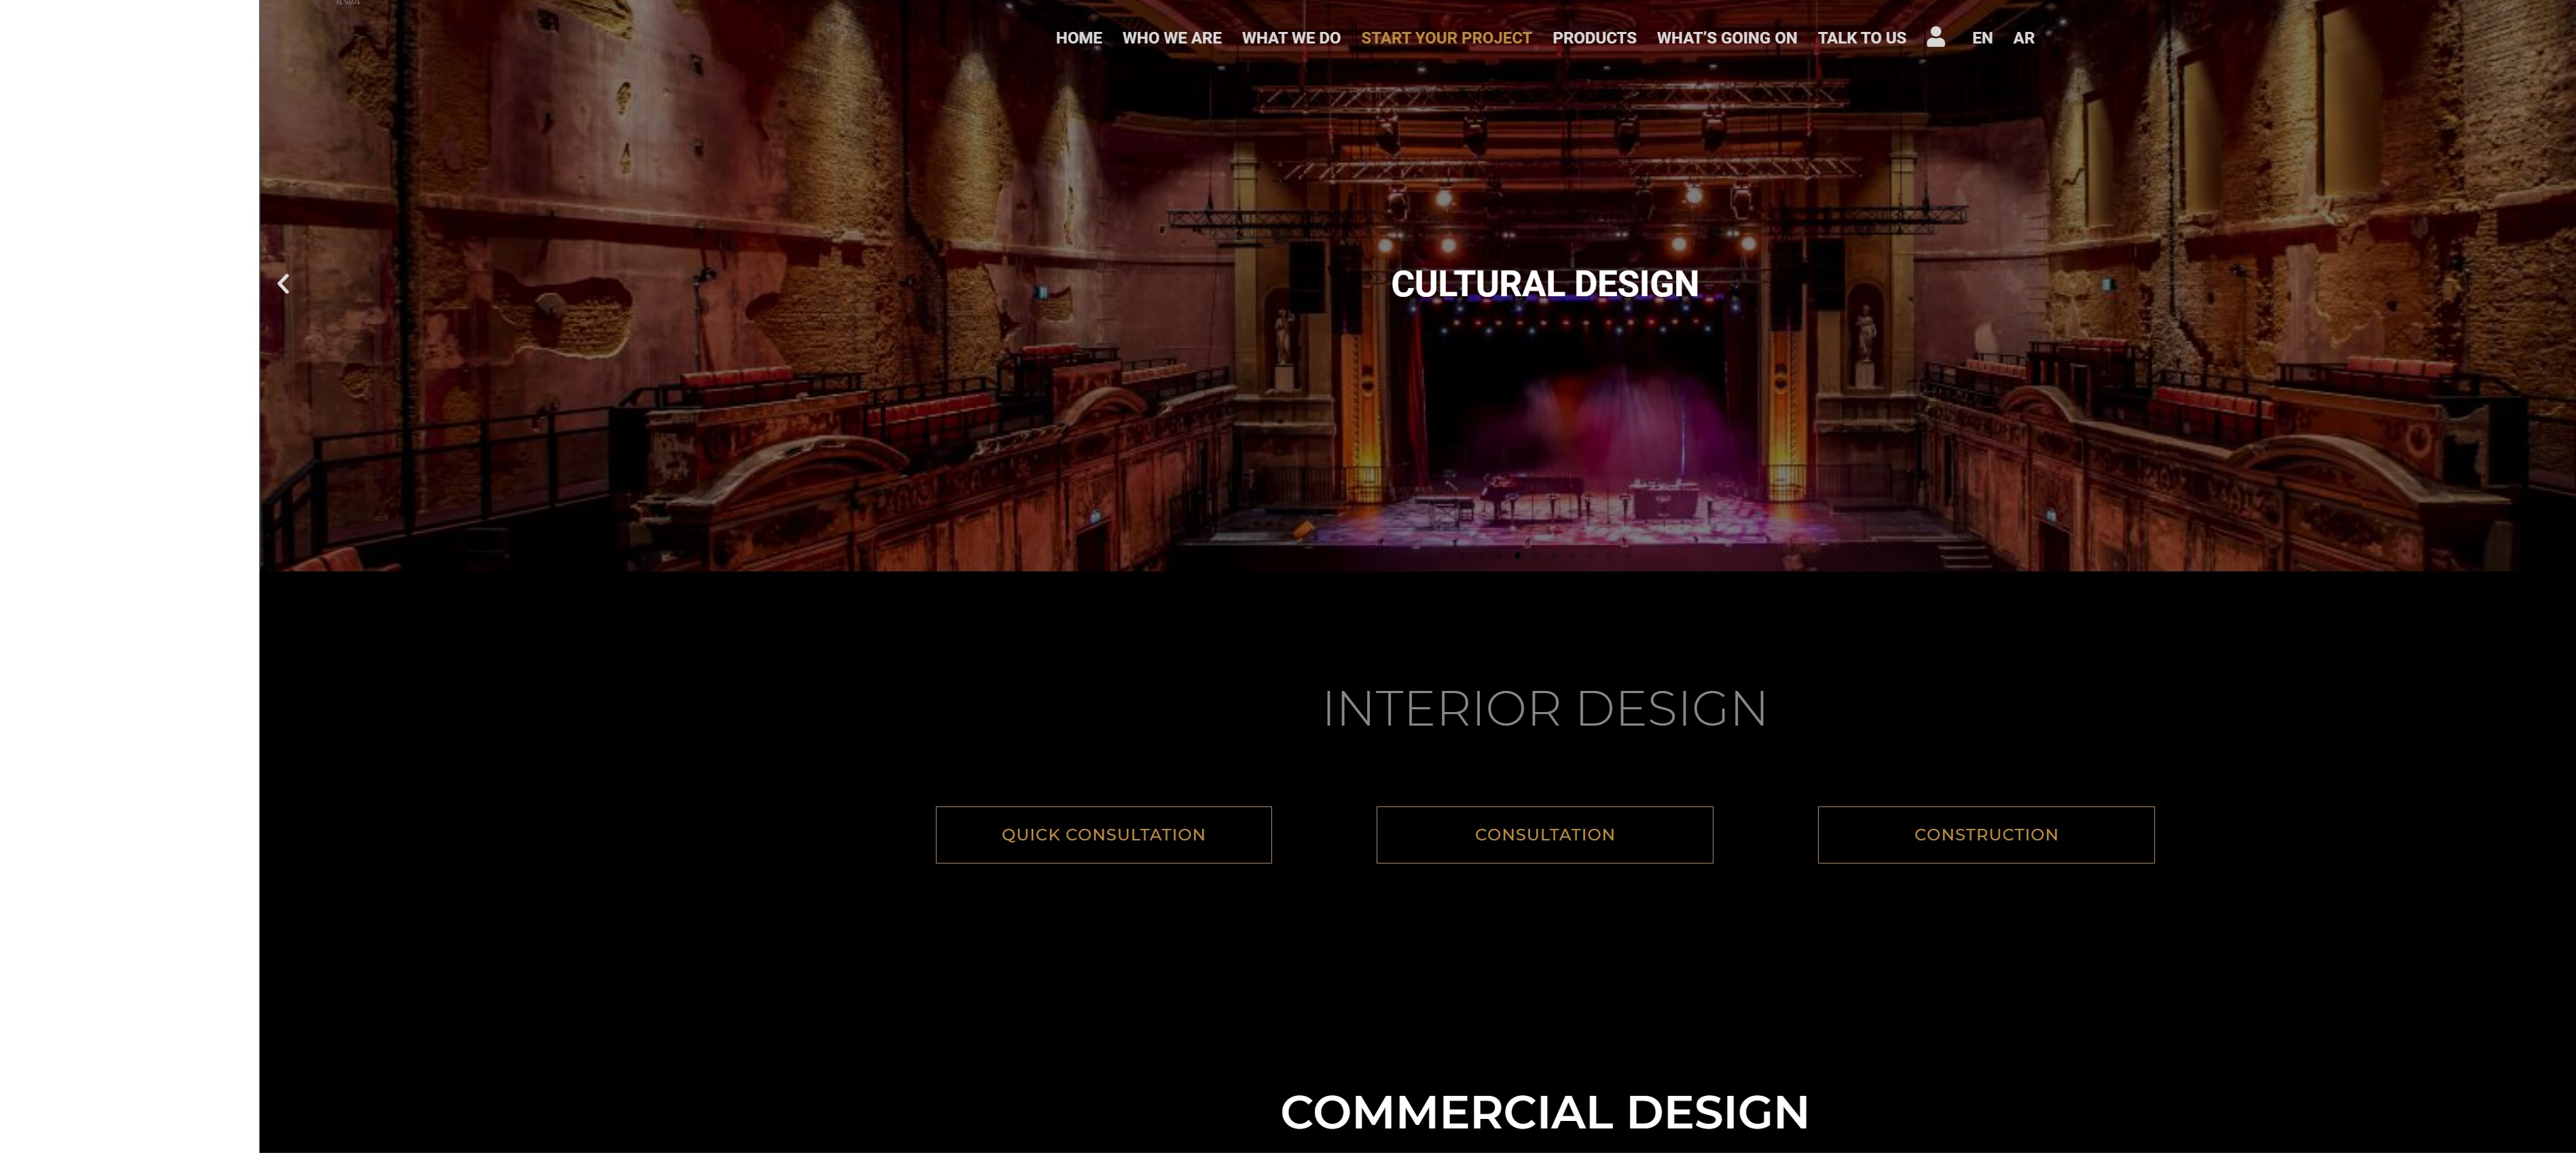 HOME WHO WE ARE WHAT WE DO START YOUR PROJECT PRODUCTS WHAT’S GOING ON TALK TO US EN AR
CULTURAL DESIGN
INTERIOR DESIGN
QUICK CONSULTATION CONSULTATION CONSTRUCTION
COMMERCIAL DESIGN